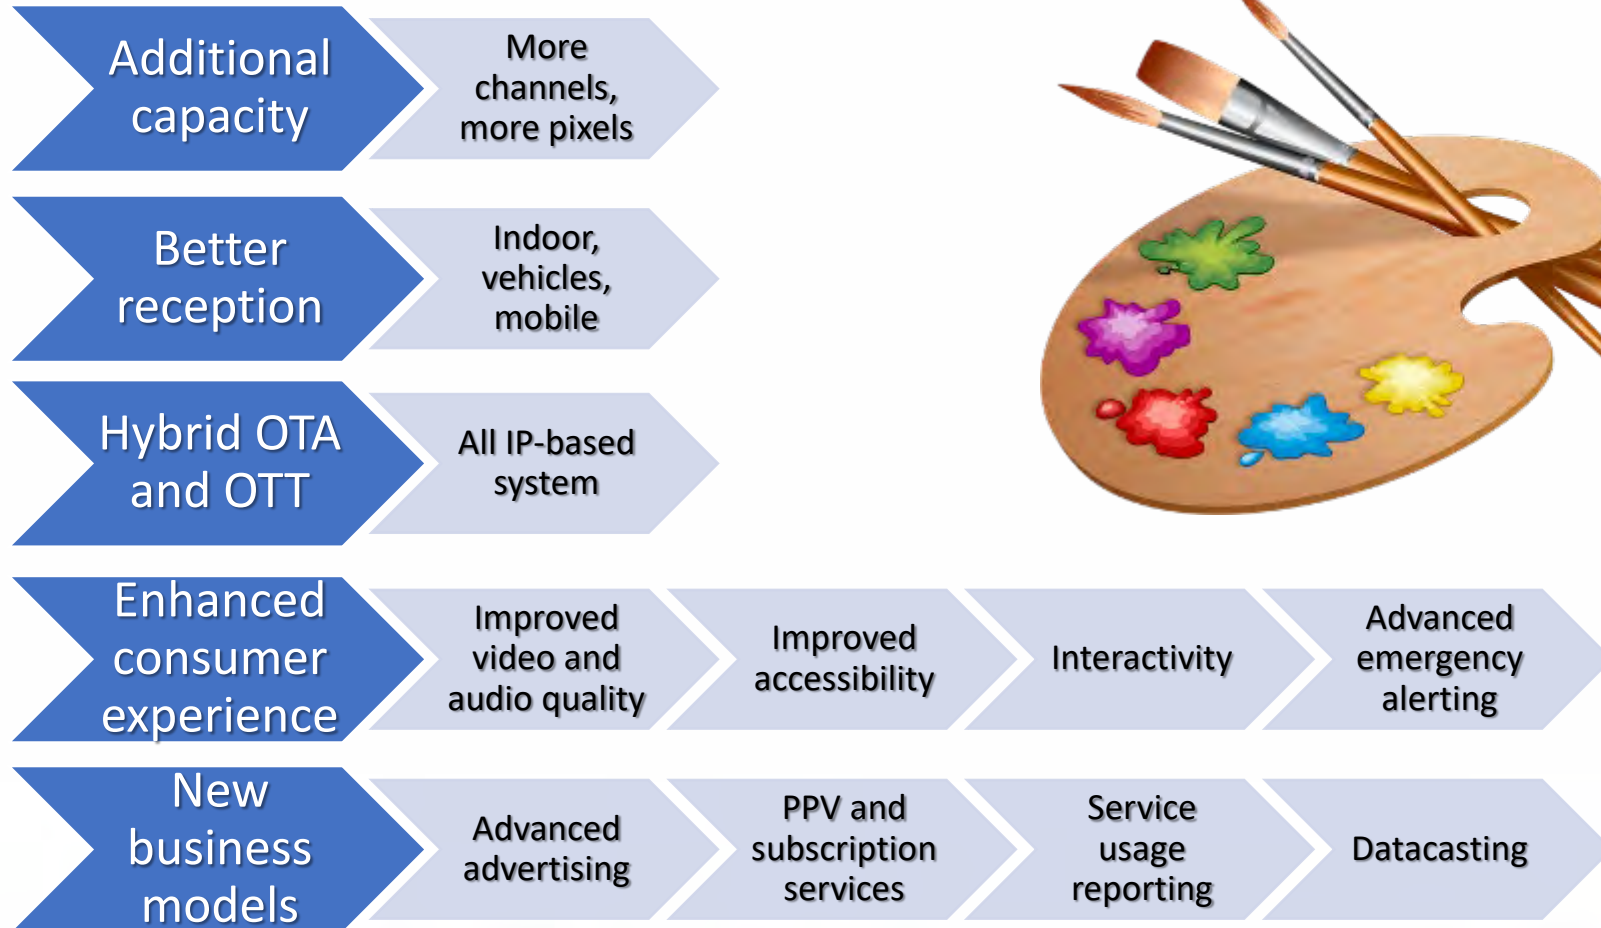 Additional
capacity
More
channels,
more pixels
Better
reception
Indoor,
vehicles,
mobile
Hybrid OTA
and OTT
All IP-based
system
Enhanced
consumer
experience
Improved
video and
audio quality
Improved
accessibility
Interactivity
Advanced
emergency
alerting
New
business
models
Advanced
advertising
PPV and
subscription
services
Service
usage
reporting
Datacasting